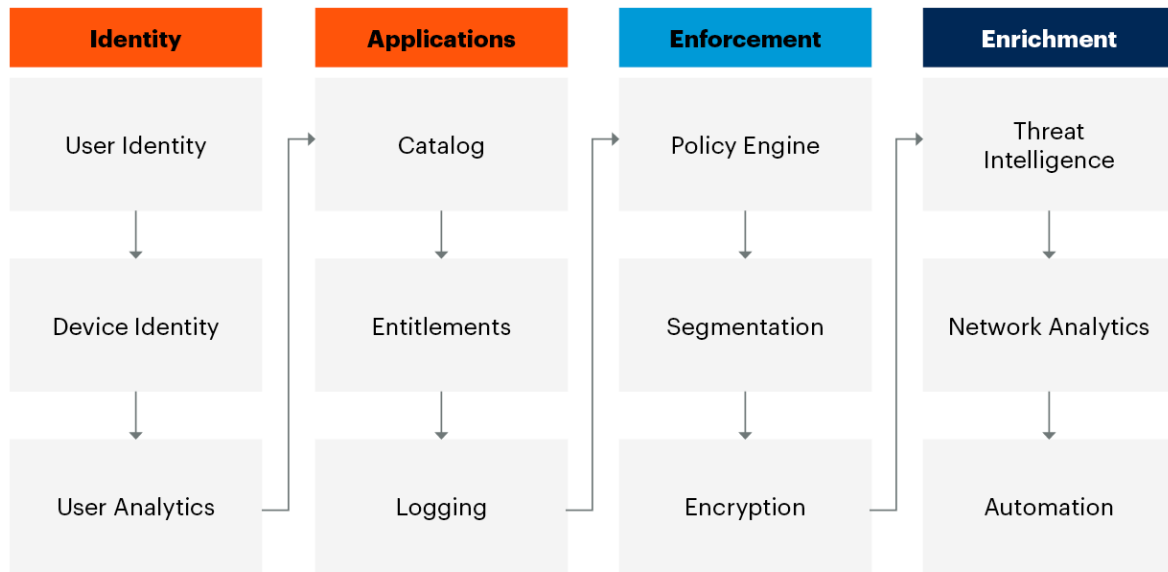 Identity
Applications
Enforcement
Enrichment
User Identity
Catalog
Policy Engine
Threat
Intelligence
Device Identity
Entitlements
Segmentation
Network Analytics
User Analytics
Logging
Encryption
Automation